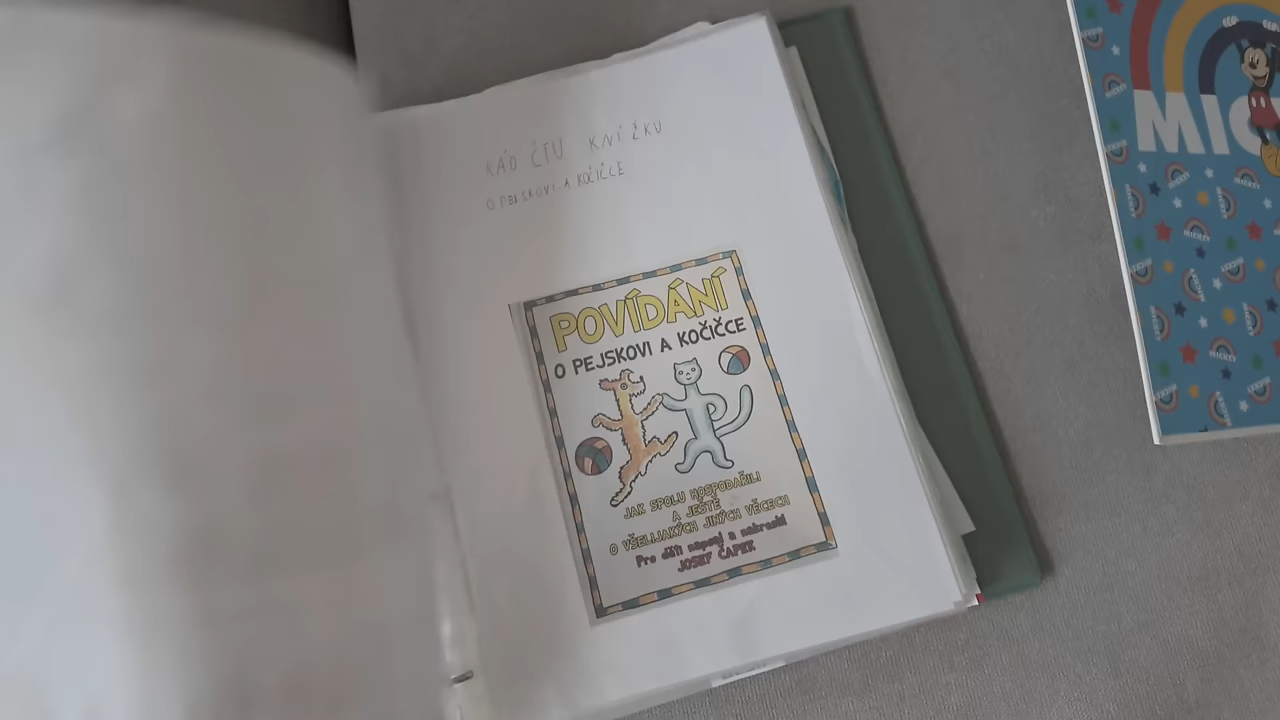 RÁD ČTU KNÍŽKU
O PEJSKOVI A KOČIČCE
POVÍDÁNÍ
O PEJSKOVI A KOČIČCE
JAK SPOLU HOSPODAŘILI
A JEŠTĚ
O VŠELIJAKÝCH JINÝCH VĚCECH
Pro děti napsal a nakreslil
JOSEF ČAPEK
MIC